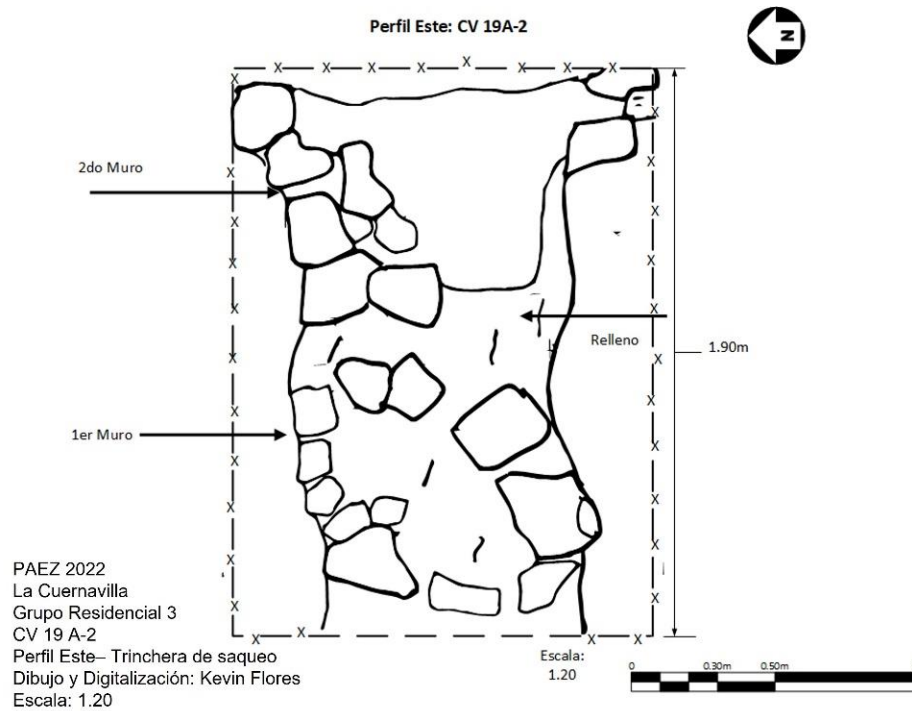 Perfil Este: CV 19A-2
N
2do Muro
Relleno
1.90m
1er Muro
PAEZ 2022
La Cuernavilla
Grupo Residencial 3
CV 19 A-2
Perfil Este– Trinchera de saqueo
Dibujo y Digitalización: Kevin Flores
Escala: 1.20
Escala:
1.20
0 0.30m 0.50m